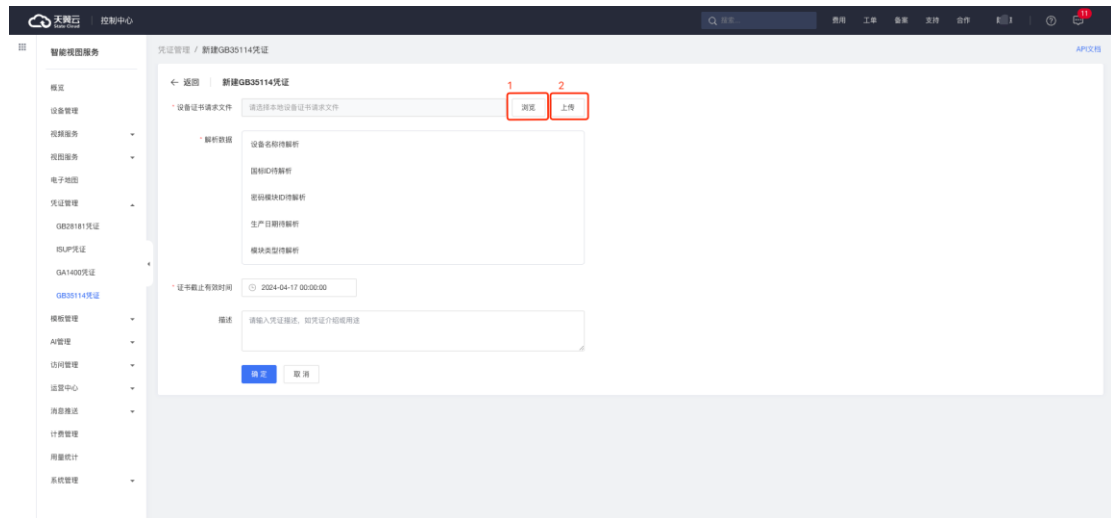 天翼云 控制中心 搜索... 费用 工单 备案 支持 合作 11
State Cloud
智能视图服务
凭证管理 / 新建GB35114凭证 API文档
概览
设备管理
视频服务
视图服务
电子地图
凭证管理
GB28181凭证
ISUP凭证
GA1400凭证
GB35114凭证
模板管理
AI管理
访问管理
运营中心
消息推送
计费管理
用量统计
系统管理
← 返回 新建GB35114凭证
1 2
* 设备证书请求文件 请选择本地设备证书请求文件 浏览 上传
* 解析数据
设备名称待解析
国标ID待解析
密码模块ID待解析
生产日期待解析
模块类型待解析
* 证书截止有效时间 2024-04-17 00:00:00
描述 请输入凭证描述，如凭证介绍或用途
确定 取消